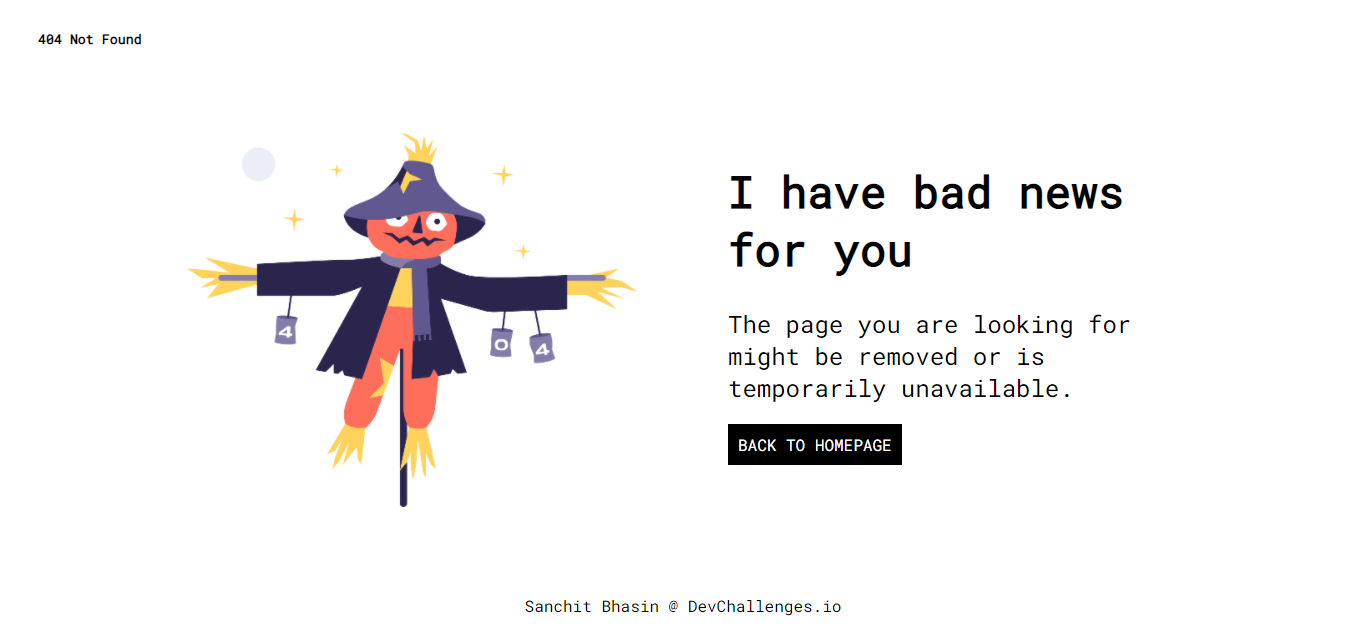 404 Not Found
I have bad news
for you
The page you are looking for
might be removed or is
temporarily unavailable.
BACK TO HOMEPAGE
4
0
4
Sanchit Bhasin @ DevChallenges.io